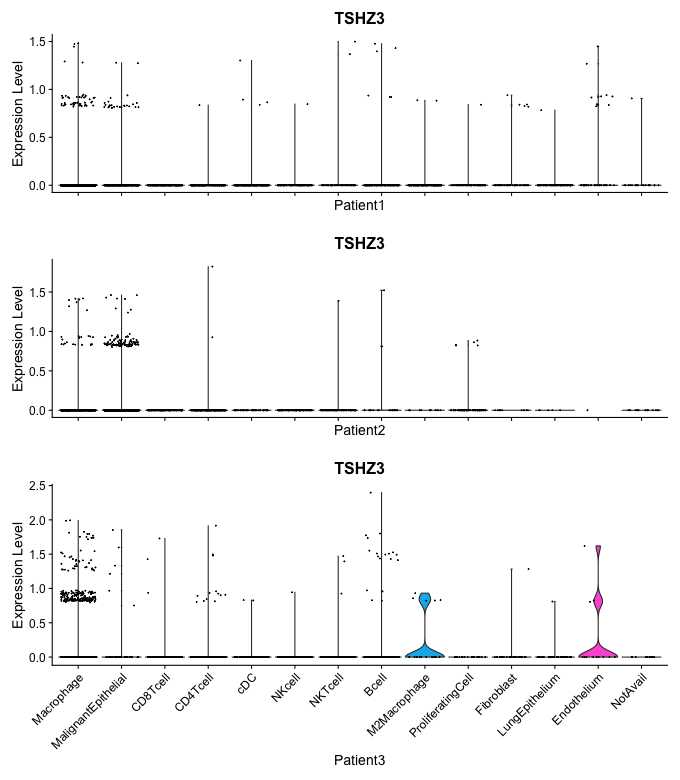 TSHZ3
Expression Level
1.5
1.0
0.5
0.0
Patient1
TSHZ3
Expression Level
1.5
1.0
0.5
0.0
Patient2
TSHZ3
Expression Level
2.5
2.0
1.5
1.0
0.5
0.0
Macrophage
MalignantEpithelial
CD8Tcell
CD4Tcell
cDC
NKcell
NKTcell
Bcell
M2Macrophage
ProliferatingCell
Fibroblast
LungEpithelium
Endothelium
NotAvail
Patient3